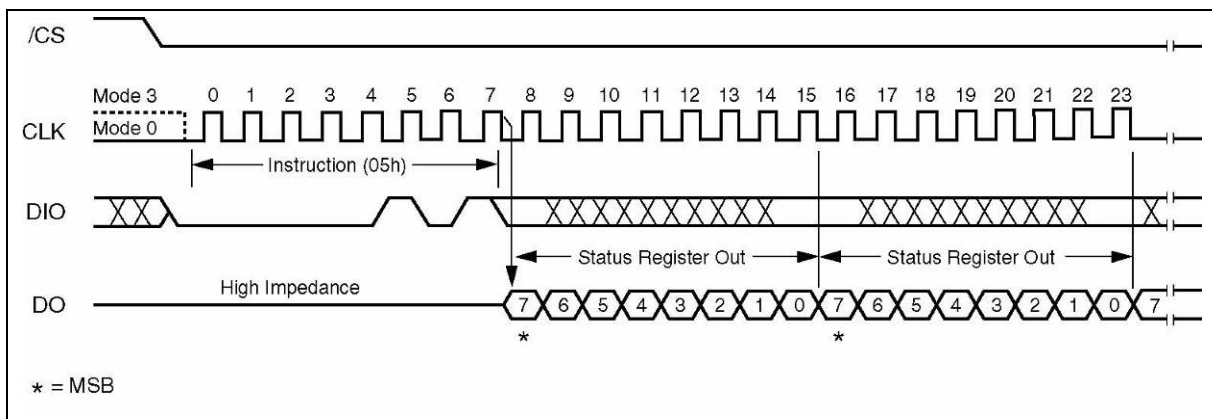 /CS
Mode 3 0 1 2 3 4 5 6 7 8 9 10 11 12 13 14 15 16 17 18 19 20 21 22 23
CLK Mode 0
Instruction (05h)
DIO
Status Register Out Status Register Out
High Impedance
DO 7 6 5 4 3 2 1 0 7 6 5 4 3 2 1 0 7
* *
* = MSB